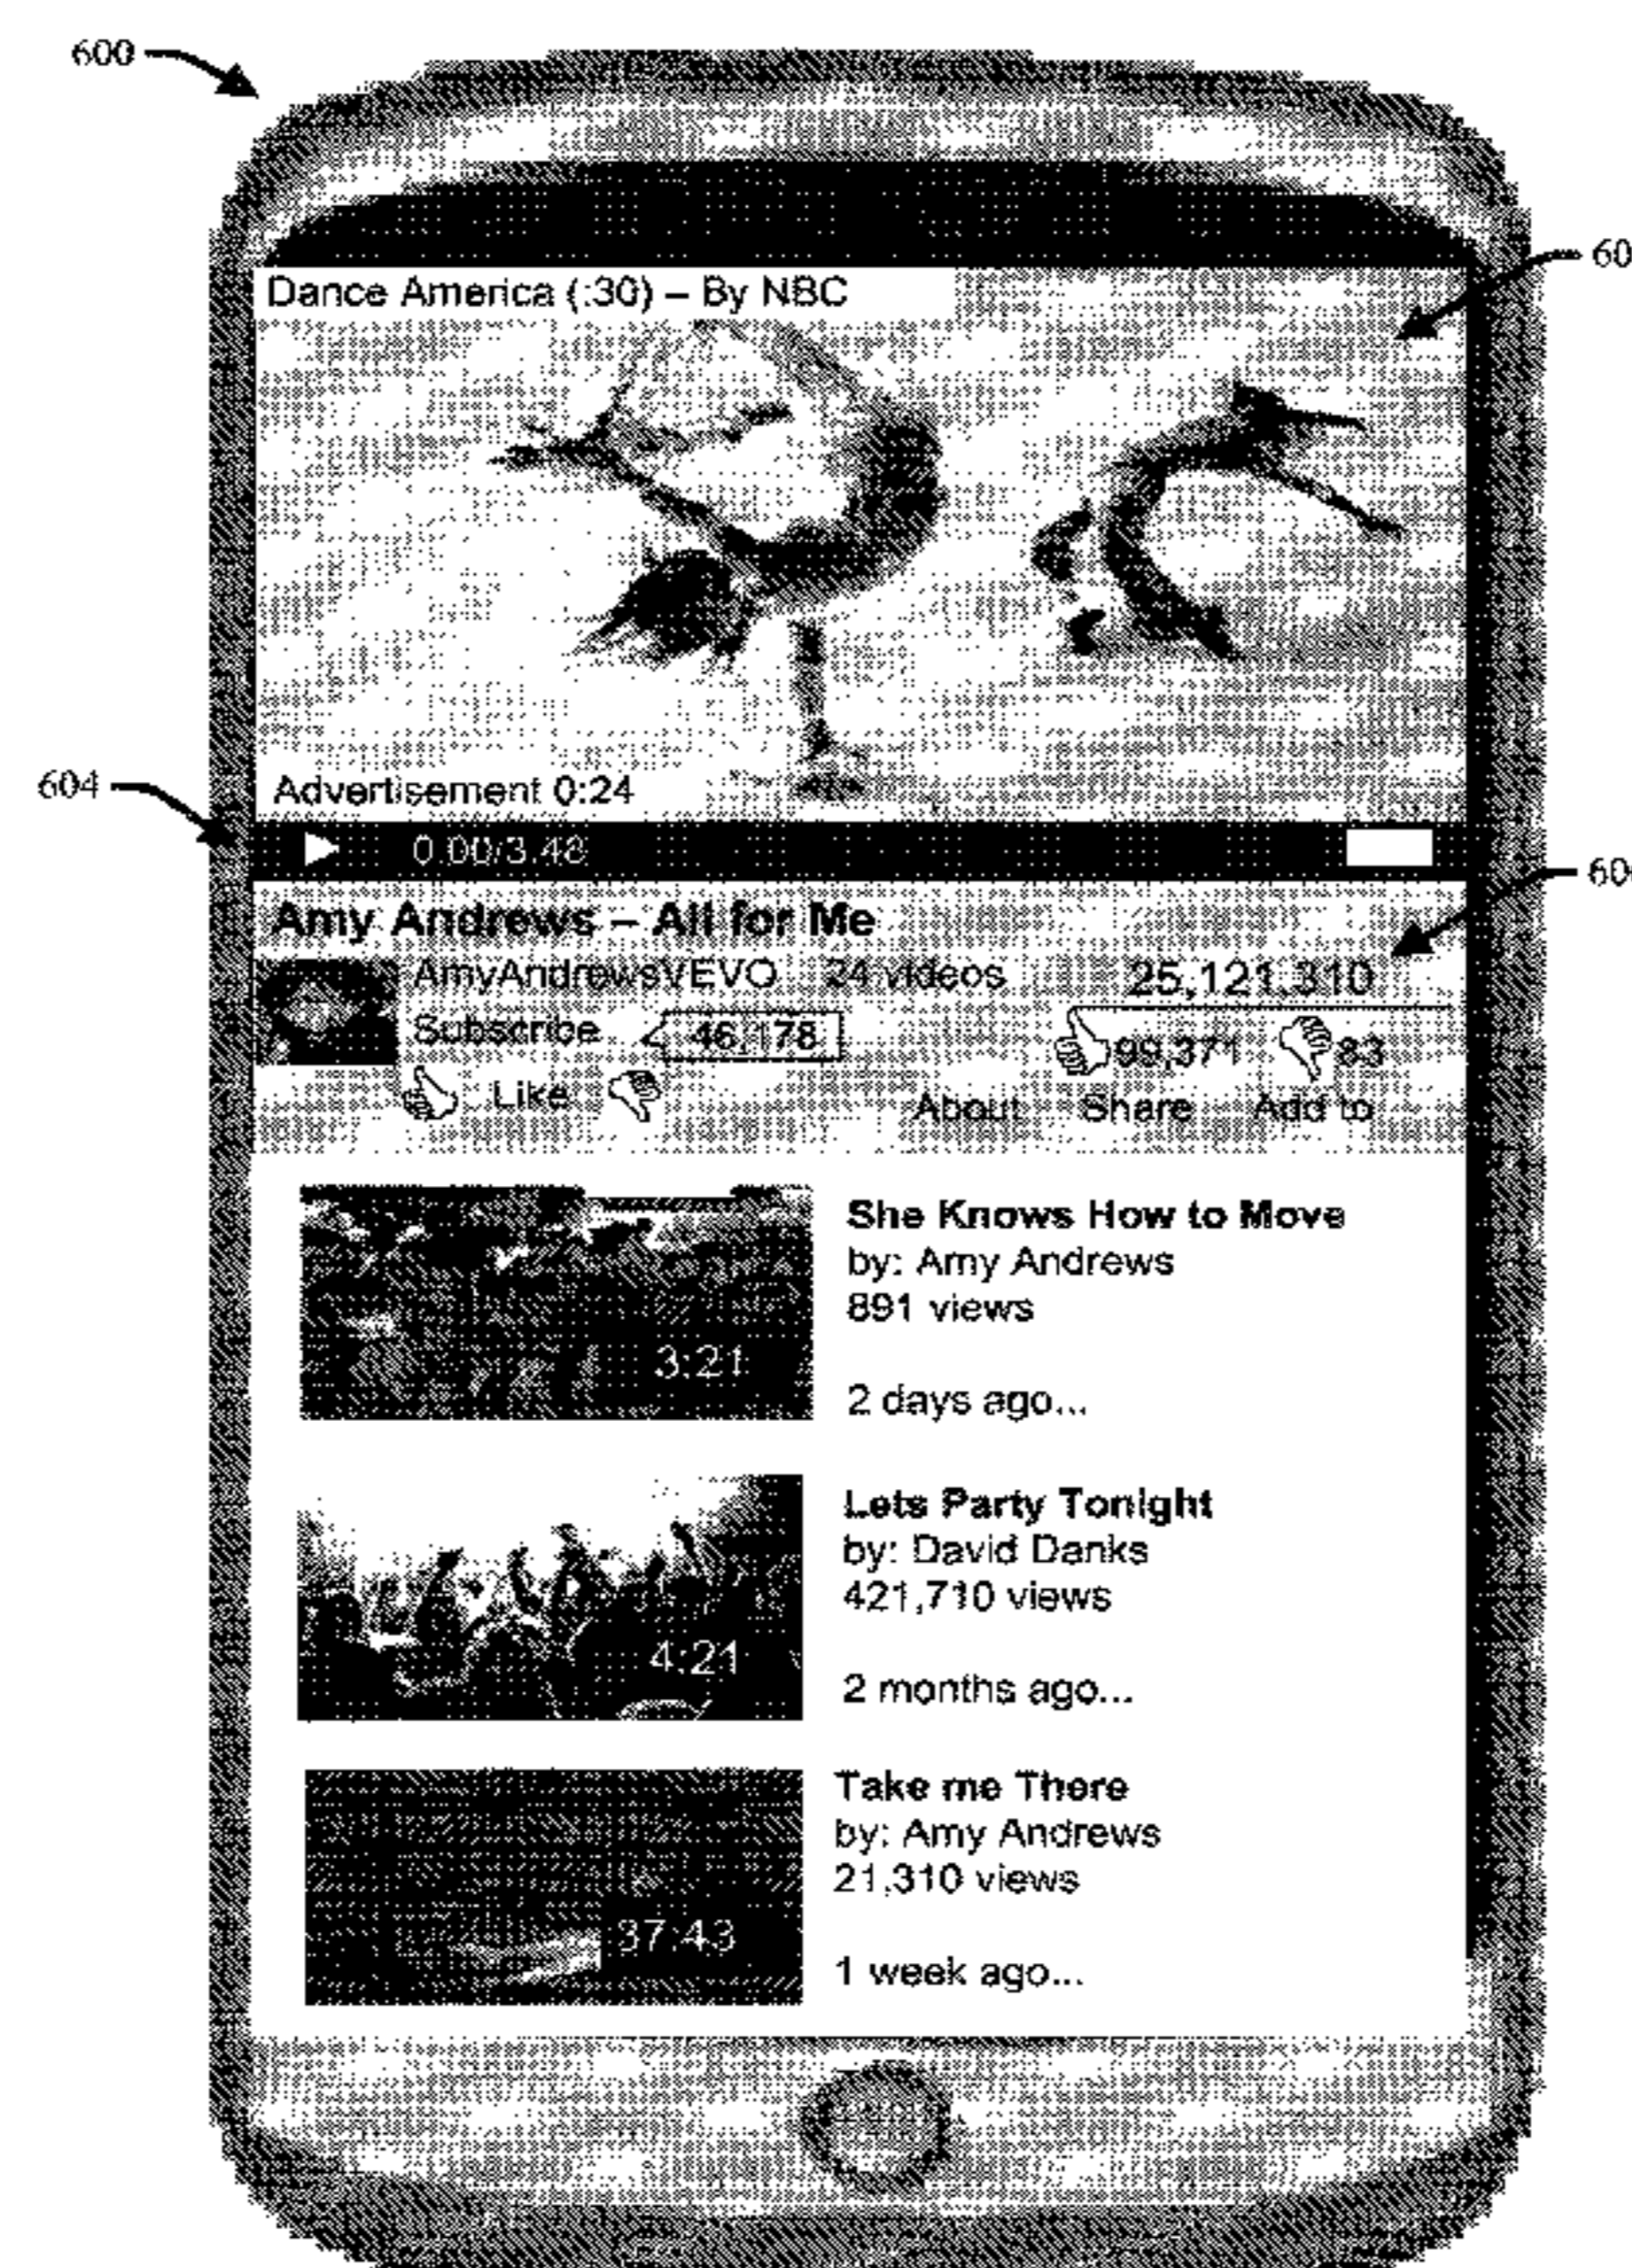 600
Dance America (:30) – By NBC
Advertisement 0:24
604
0.00/3.48
Amy Andrews – All for Me
AmyAndrewsVEVO 24 videos 25,121,310
Subscribe 46,178 99,371 83
Like About Share Add to
She Knows How to Move
by: Amy Andrews
891 views
3:21
2 days ago...
Lets Party Tonight
by: David Danks
421,710 views
4:21
2 months ago...
Take me There
by: Amy Andrews
21,310 views
37:43
1 week ago...